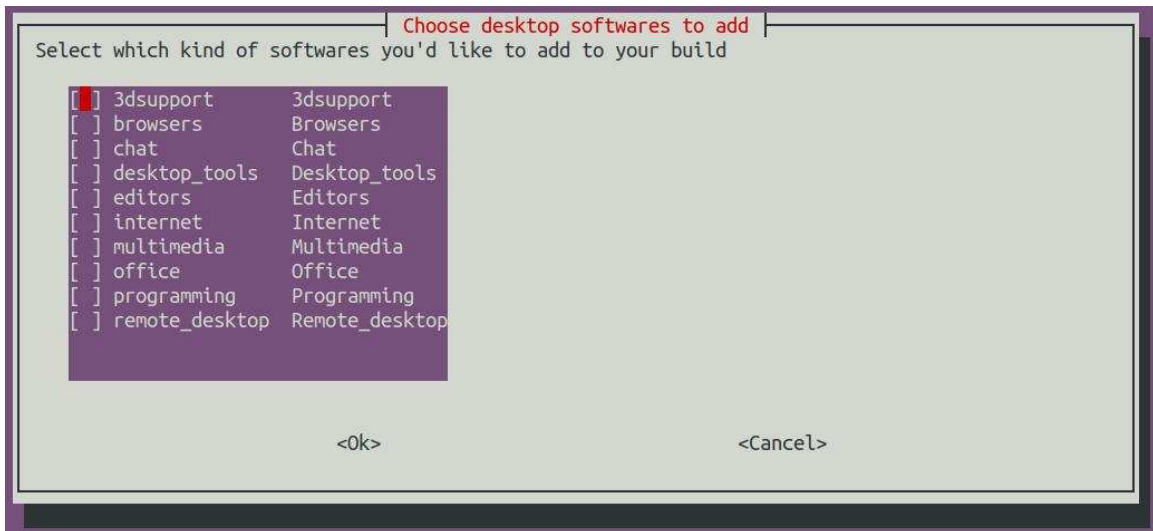 Choose desktop softwares to add
Select which kind of softwares you'd like to add to your build
[ ] 3dsupport 3dsupport
[ ] browsers Browsers
[ ] chat Chat
[ ] desktop_tools Desktop_tools
[ ] editors Editors
[ ] internet Internet
[ ] multimedia Multimedia
[ ] office Office
[ ] programming Programming
[ ] remote_desktop Remote_desktop
<Ok> <Cancel>